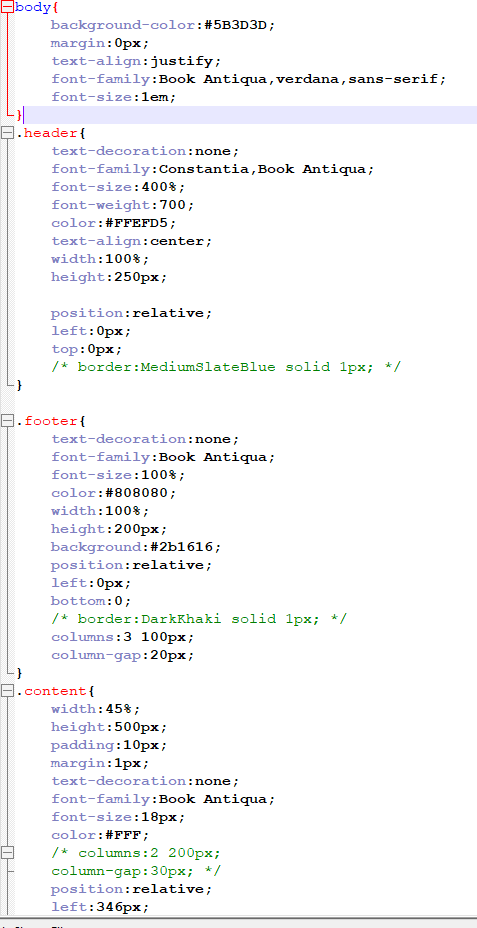 body{
background-color:#5B3D3D;
margin:0px;
text-align:justify;
font-family:Book Antiqua,verdana,sans-serif;
font-size:1em;
}
.header{
text-decoration:none;
font-family:Constantia,Book Antiqua;
font-size:400%;
font-weight:700;
color:#FFEFD5;
text-align:center;
width:100%;
height:250px;
position:relative;
left:0px;
top:0px;
/* border:MediumSlateBlue solid 1px; */
}
.footer{
text-decoration:none;
font-family:Book Antiqua;
font-size:100%;
color:#808080;
width:100%;
height:200px;
background:#2b1616;
position:relative;
left:0px;
bottom:0;
/* border:DarkKhaki solid 1px; */
columns:3 100px;
column-gap:20px;
}
.content{
width:45%;
height:500px;
padding:10px;
margin:1px;
text-decoration:none;
font-family:Book Antiqua;
font-size:18px;
color:#FFF;
/* columns:2 200px;
column-gap:30px; */
position:relative;
left:346px;